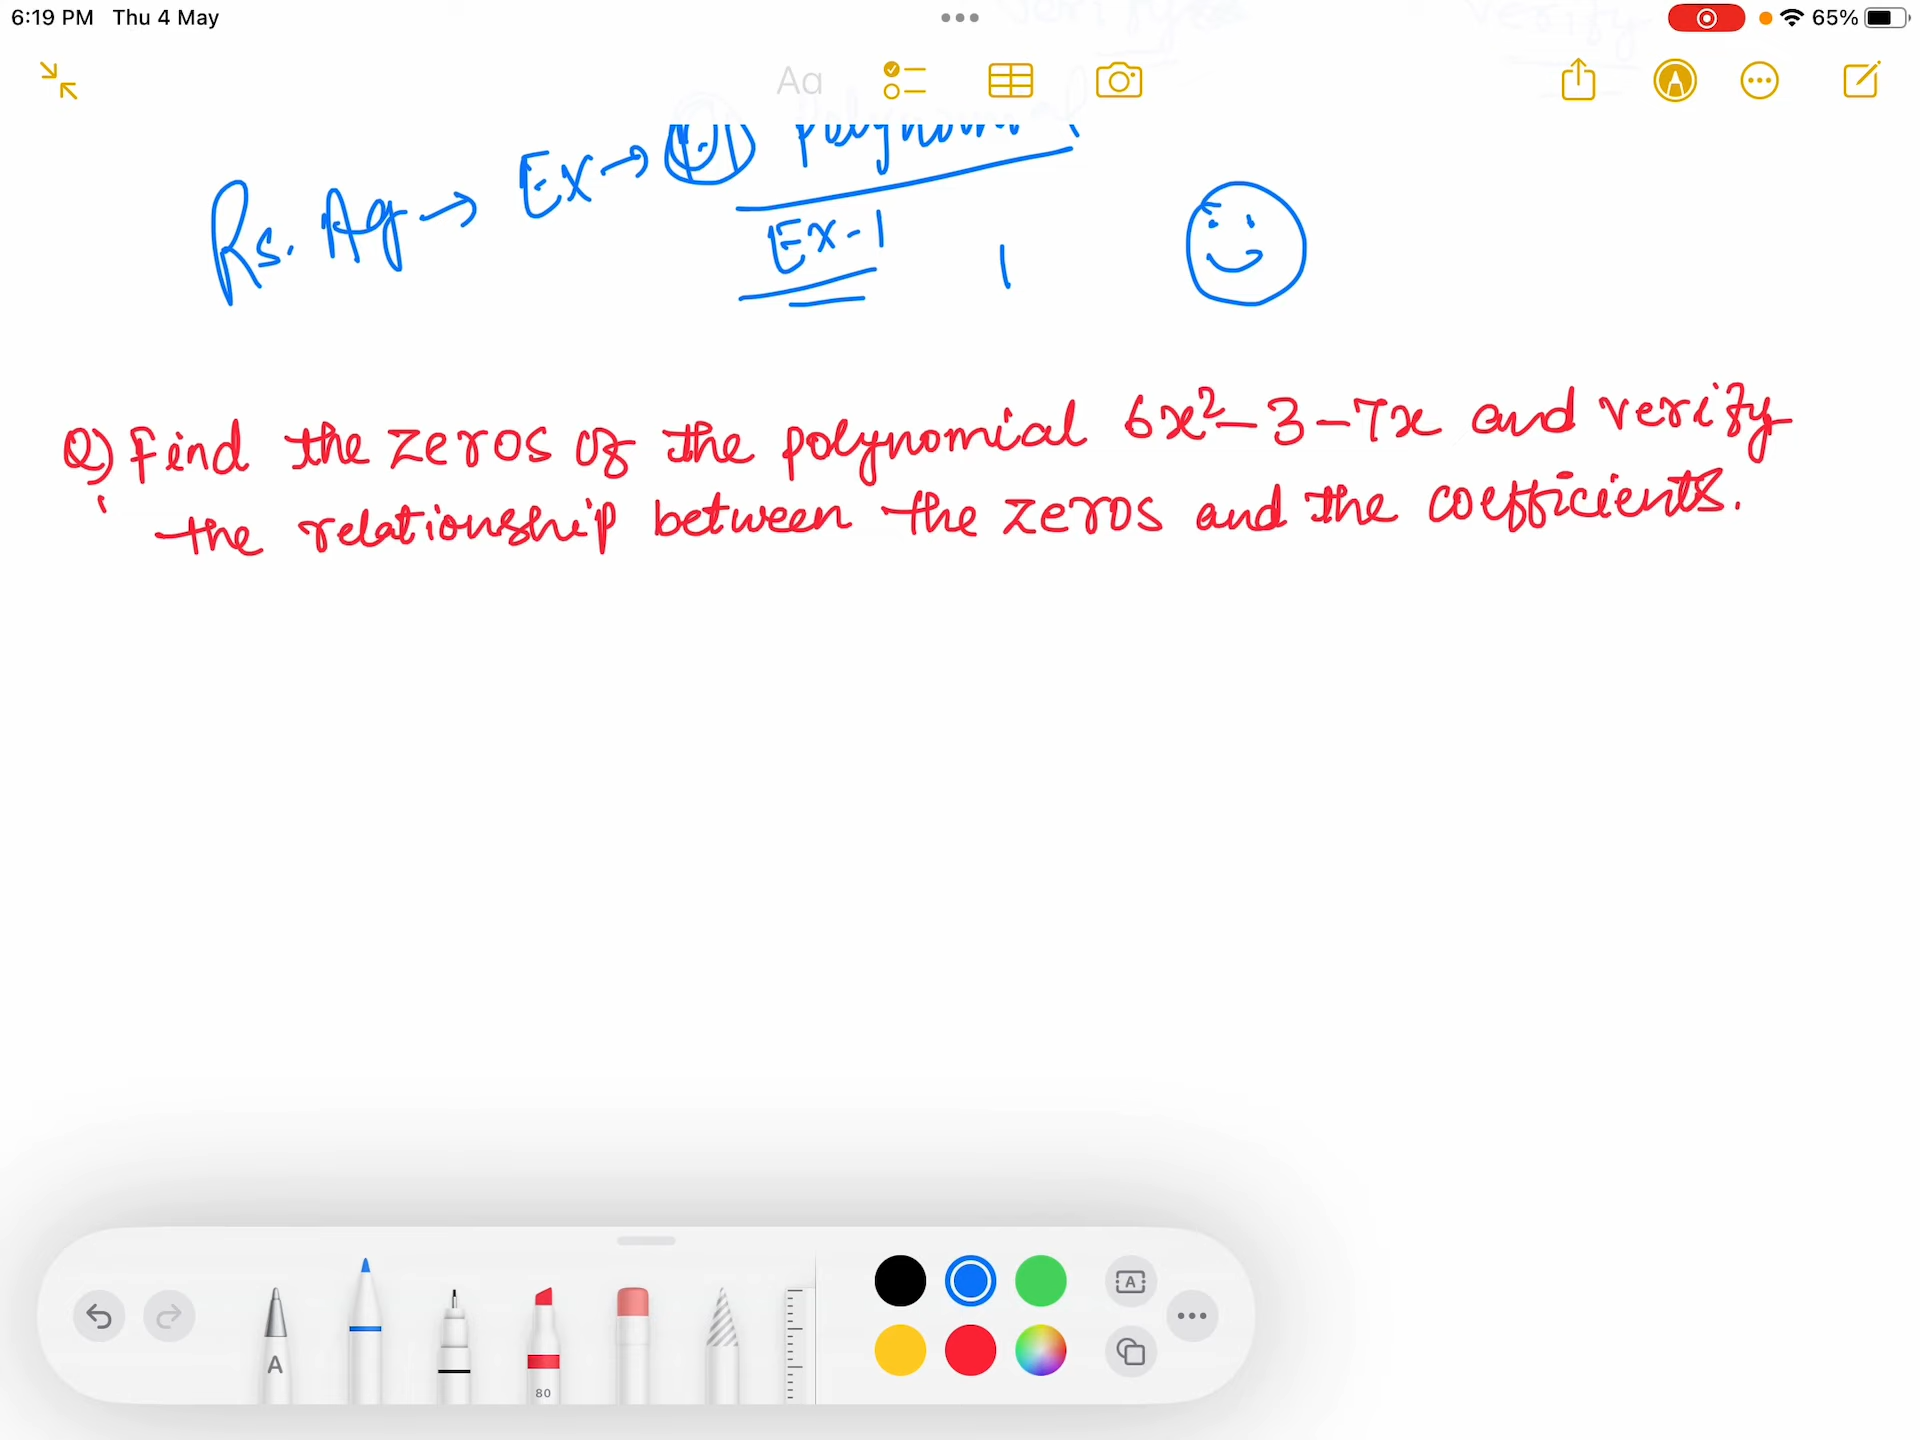 6:19 PM Thu 4 May
65%
Aa
Rs. Ag → Ex →
Ex-1
Q) Find the zeros of the polynomial 6x²-3-7x and verify
the relationship between the zeros and the coefficients.
A
80
A